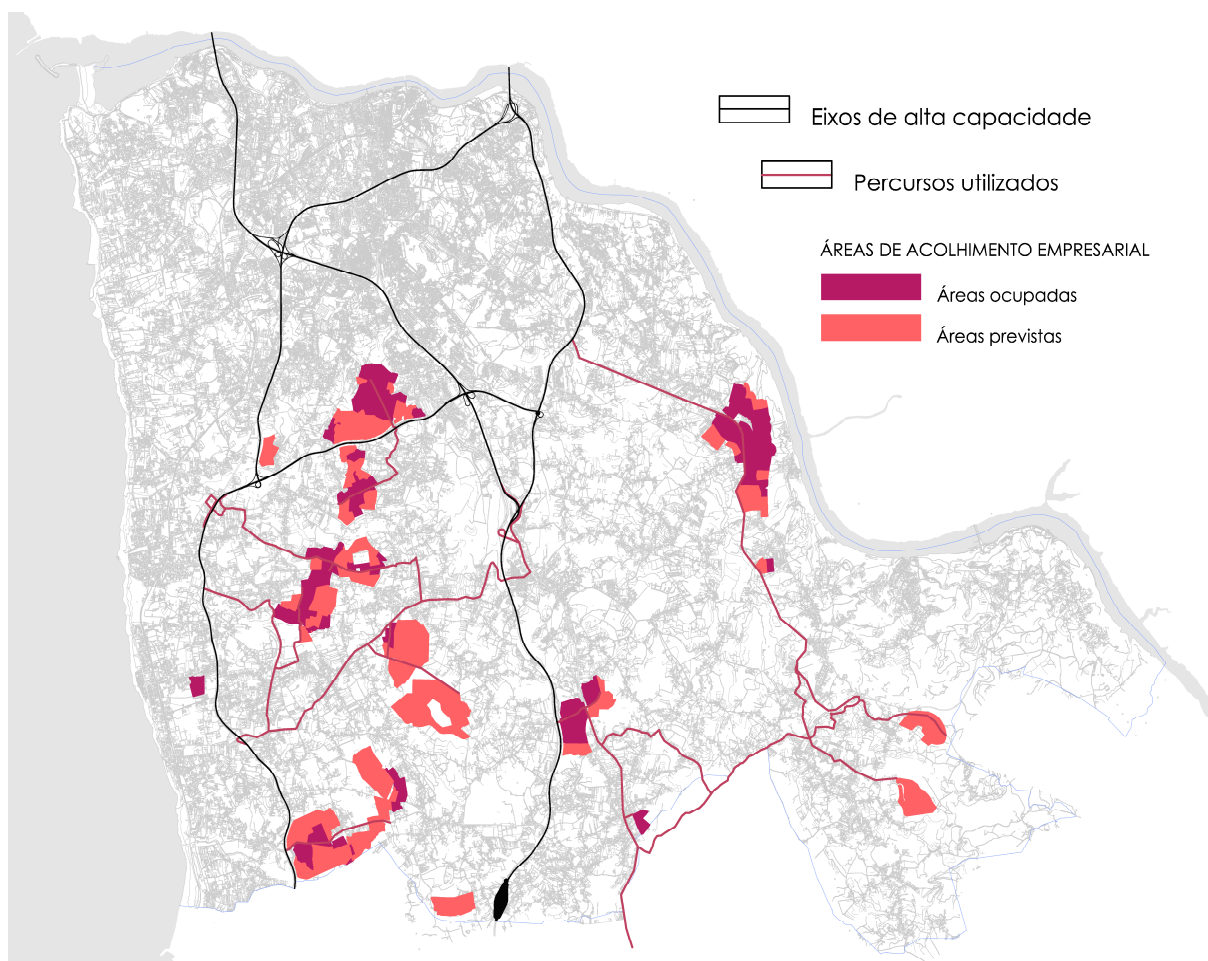 Eixos de alta capacidade
Percursos utilizados
ÁREAS DE ACOLHIMENTO EMPRESARIAL
Áreas ocupadas
Áreas previstas